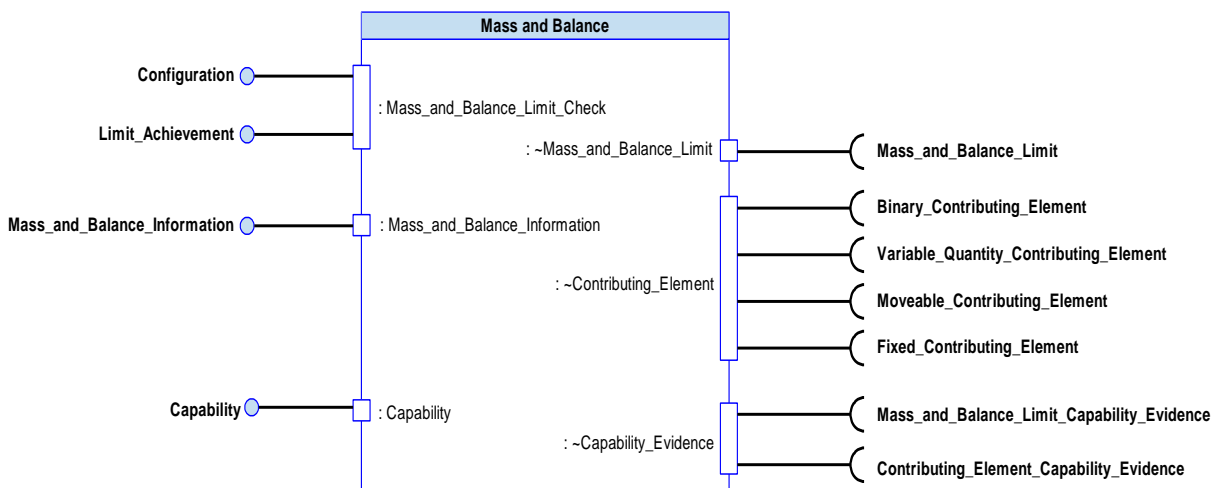 Mass and Balance
Configuration
: Mass_and_Balance_Limit_Check
Limit_Achievement
: ~Mass_and_Balance_Limit
Mass_and_Balance_Limit
Binary_Contributing_Element
Mass_and_Balance_Information
: Mass_and_Balance_Information
Variable_Quantity_Contributing_Element
: ~Contributing_Element
Moveable_Contributing_Element
Fixed_Contributing_Element
Capability
: Capability
Mass_and_Balance_Limit_Capability_Evidence
: ~Capability_Evidence
Contributing_Element_Capability_Evidence